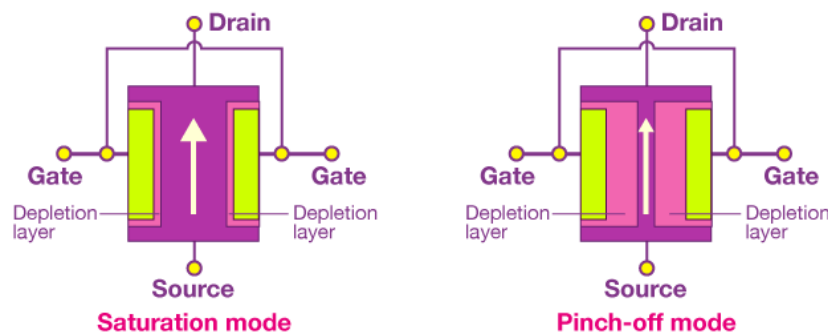 Drain
Gate
Gate
Depletion
layer
Depletion
layer
Source
Saturation mode
Drain
Gate
Gate
Depletion
layer
Depletion
layer
Source
Pinch-off mode